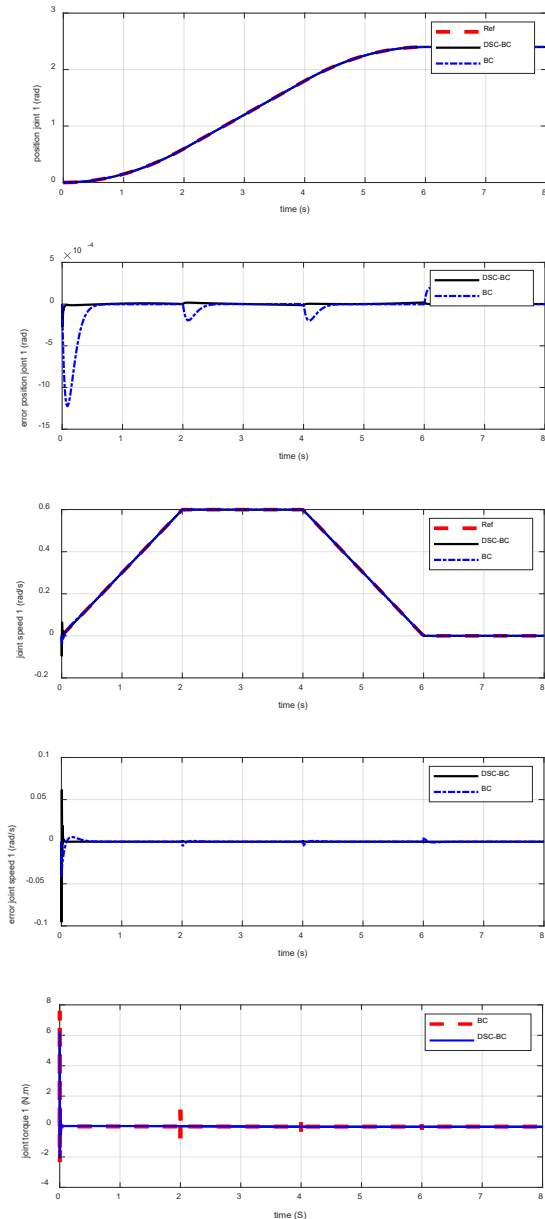 3
2
1
0
position joint 1 (rad)
Ref
DSC-BC
BC
0 1 2 3 4 5 6 7 8
time (s)
× 10 -4
5
0
-5
-10
-15
error position joint 1 (rad)
DSC-BC
BC
0 1 2 3 4 5 6 7 8
time (s)
0.6
0.4
0.2
0
-0.2
joint speed 1 (rad/s)
Ref
DSC-BC
BC
0 1 2 3 4 5 6 7 8
time (s)
0.1
0.05
0
-0.05
-0.1
error joint speed 1 (rad/s)
DSC-BC
BC
0 1 2 3 4 5 6 7 8
time (s)
8
6
4
2
0
-2
-4
joint torque 1 (N.m)
BC
DSC-BC
0 1 2 3 4 5 6 7 8
time (S)